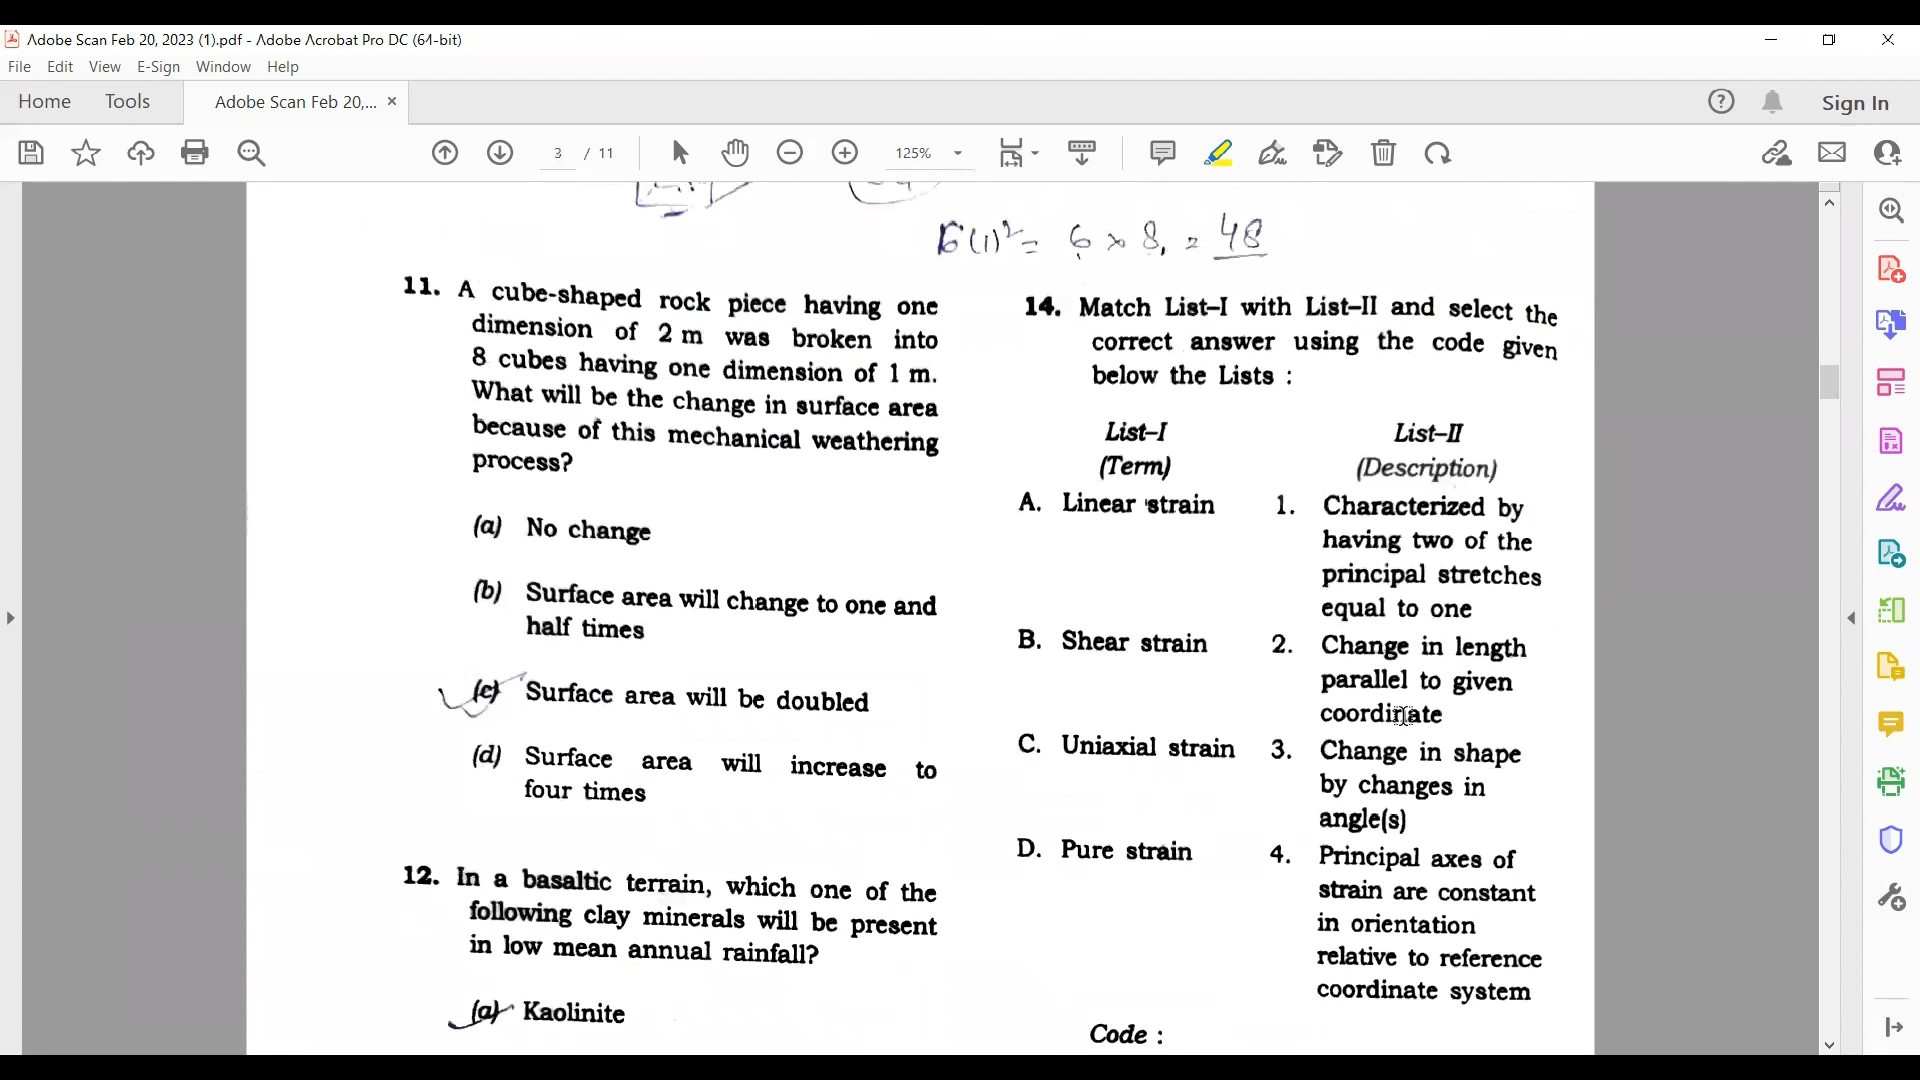 Adobe Scan Feb 20, 2023 (1).pdf - Adobe Acrobat Pro DC (64-bit)
File Edit View E-Sign Window Help
Home Tools Adobe Scan Feb 20,... ×
Sign In
3 / 11
125%
6(1)² = 6 × 8, = 48
11. A cube-shaped rock piece having one
dimension of 2 m was broken into
8 cubes having one dimension of 1 m.
What will be the change in surface area
because of this mechanical weathering
process?
(a) No change
(b) Surface area will change to one and
half times
(c) Surface area will be doubled
(d) Surface area will increase to
four times
12. In a basaltic terrain, which one of the
following clay minerals will be present
in low mean annual rainfall?
(a) Kaolinite
14. Match List–I with List–II and select the
correct answer using the code given
below the Lists :
List–I List–II
(Term) (Description)
A. Linear strain 1. Characterized by
having two of the
principal stretches
equal to one
B. Shear strain 2. Change in length
parallel to given
coordinate
C. Uniaxial strain 3. Change in shape
by changes in
angle(s)
D. Pure strain 4. Principal axes of
strain are constant
in orientation
relative to reference
coordinate system
Code :